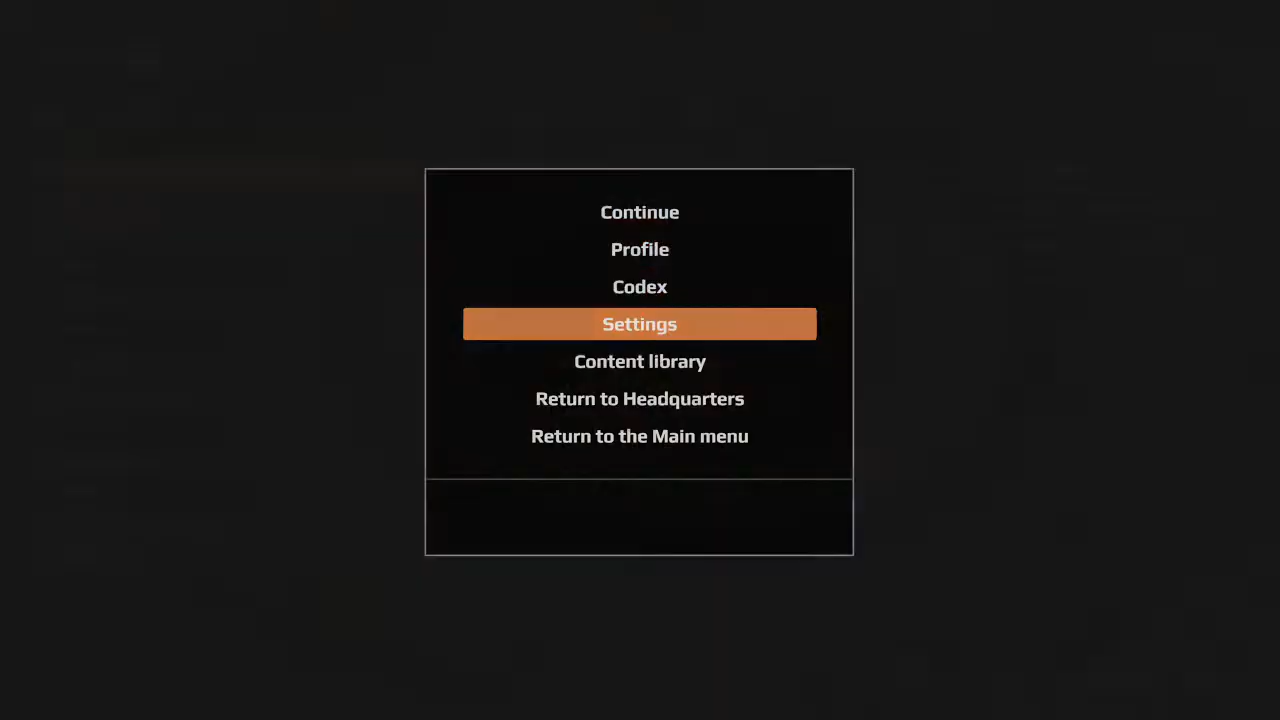 Continue
Profile
Codex
Settings
Content library
Return to Headquarters
Return to the Main menu